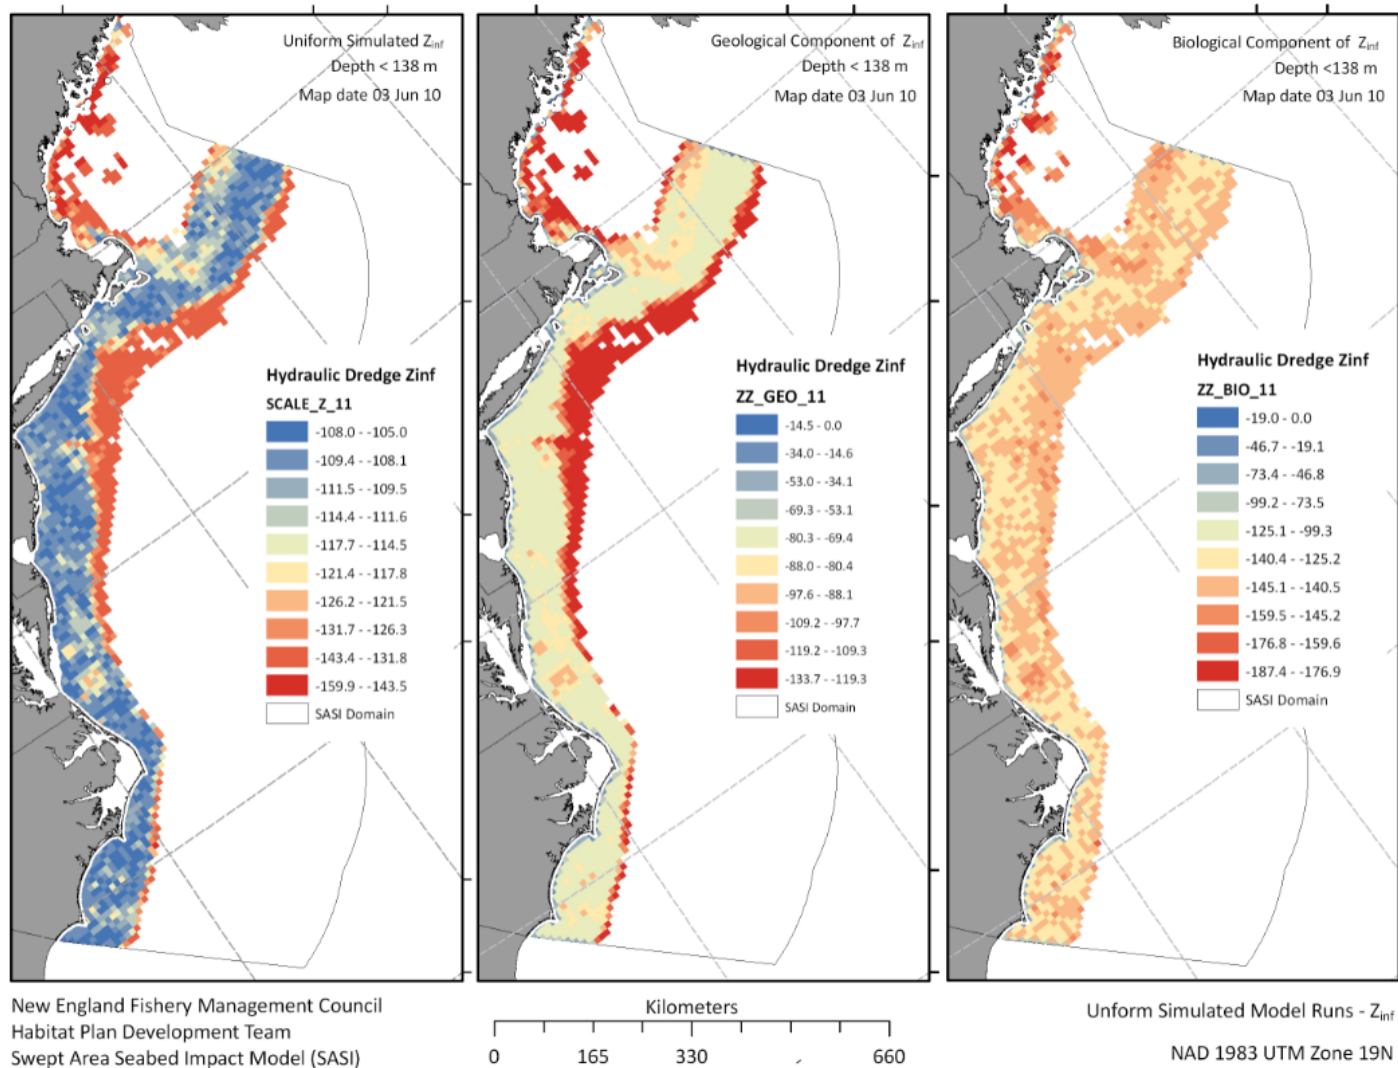 Uniform Simulated Zinf
Depth < 138 m
Map date 03 Jun 10
Hydraulic Dredge Zinf
SCALE_Z_11
-108.0 - -105.0
-109.4 - -108.1
-111.5 - -109.5
-114.4 - -111.6
-117.7 - -114.5
-121.4 - -117.8
-126.2 - -121.5
-131.7 - -126.3
-143.4 - -131.8
-159.9 - -143.5
SASI Domain
Geological Component of Zinf
Depth < 138 m
Map date 03 Jun 10
Hydraulic Dredge Zinf
ZZ_GEO_11
-14.5 - 0.0
-34.0 - -14.6
-53.0 - -34.1
-69.3 - -53.1
-80.3 - -69.4
-88.0 - -80.4
-97.6 - -88.1
-109.2 - -97.7
-119.2 - -109.3
-133.7 - -119.3
SASI Domain
Biological Component of Zinf
Depth <138 m
Map date 03 Jun 10
Hydraulic Dredge Zinf
ZZ_BIO_11
-19.0 - 0.0
-46.7 - -19.1
-73.4 - -46.8
-99.2 - -73.5
-125.1 - -99.3
-140.4 - -125.2
-145.1 - -140.5
-159.5 - -145.2
-176.8 - -159.6
-187.4 - -176.9
SASI Domain
New England Fishery Management Council
Habitat Plan Development Team
Swept Area Seabed Impact Model (SASI)
Kilometers
0 165 330 660
Unform Simulated Model Runs - Zinf
NAD 1983 UTM Zone 19N